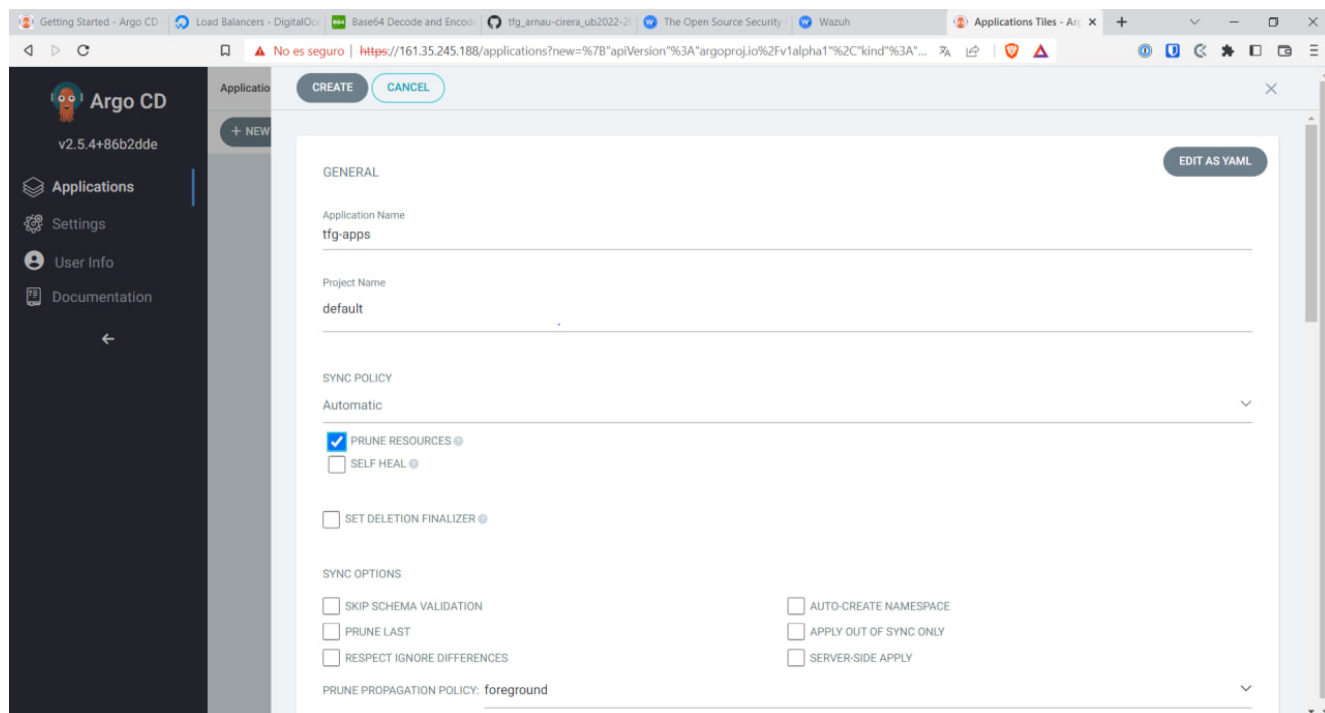 Getting Started - Argo CD
Load Balancers - DigitalOce
Base64 Decode and Encod
tfg_arnau-cirera_ub2022-2
The Open Source Security
Wazuh
Applications Tiles - Arg
No es seguro | https://161.35.245.188/applications?new=%7B"apiVersion"%3A"argoproj.io%2Fv1alpha1"%2C"kind"%3A"...
Argo CD
v2.5.4+86b2dde
Applications
Settings
User Info
Documentation
Applicatio
+ NEW
CREATE
CANCEL
EDIT AS YAML
GENERAL
Application Name
tfg-apps
Project Name
default
SYNC POLICY
Automatic
PRUNE RESOURCES
SELF HEAL
SET DELETION FINALIZER
SYNC OPTIONS
SKIP SCHEMA VALIDATION
AUTO-CREATE NAMESPACE
PRUNE LAST
APPLY OUT OF SYNC ONLY
RESPECT IGNORE DIFFERENCES
SERVER-SIDE APPLY
PRUNE PROPAGATION POLICY: foreground